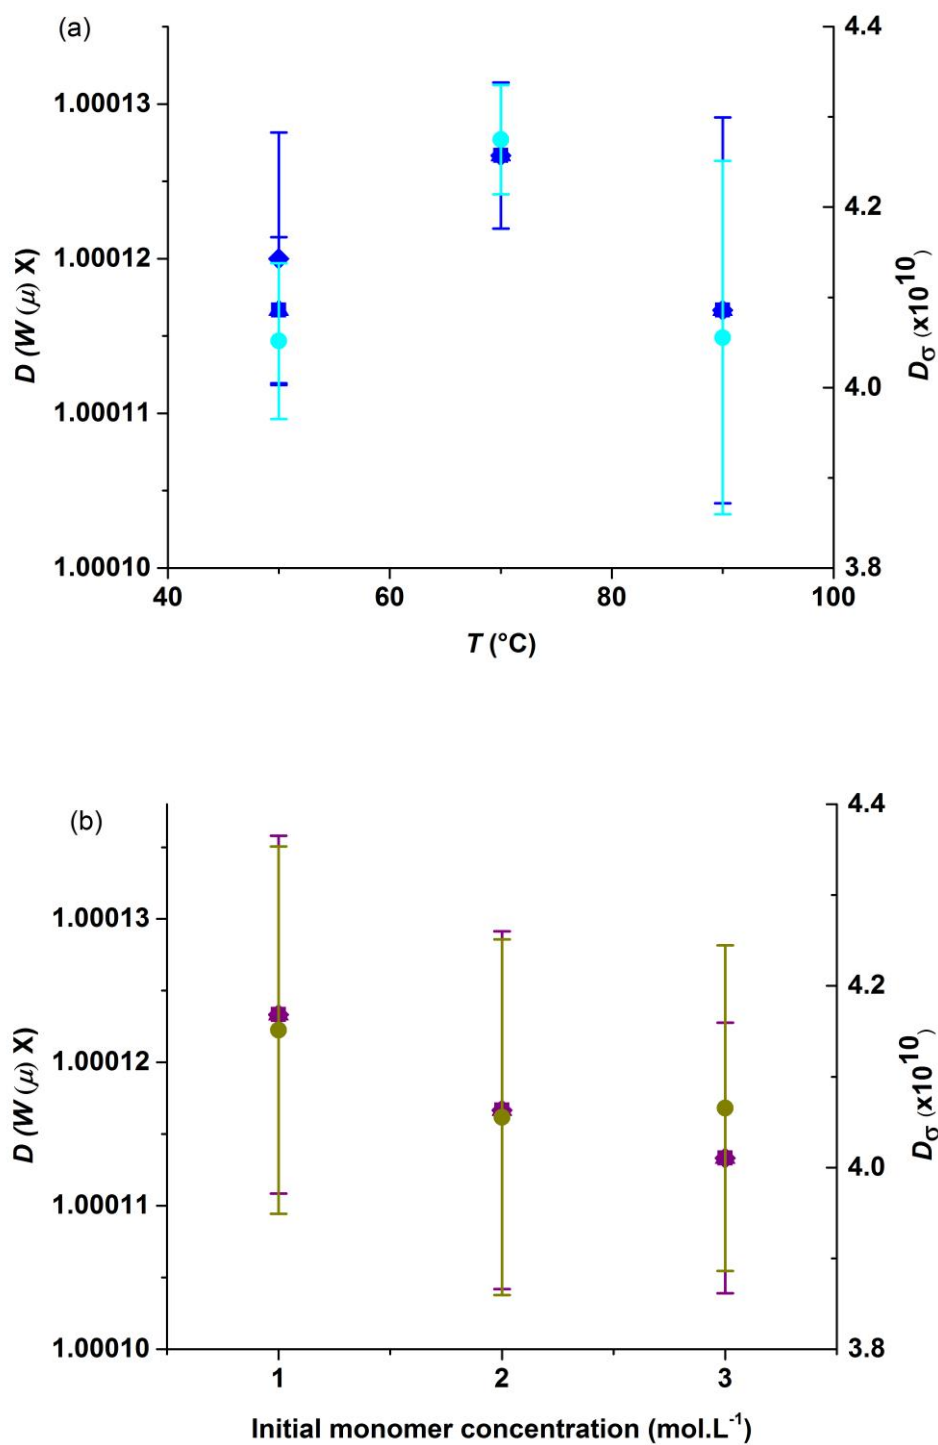 (a)
4.4
1.00013
4.2
1.00012
D (W (μ) X)
Dσ (x10¹⁰)
4.0
1.00011
1.00010
3.8
40 60 80 100
T (°C)
(b)
4.4
1.00013
4.2
1.00012
D (W (μ) X)
Dσ (x10¹⁰)
4.0
1.00011
1.00010
3.8
1 2 3
Initial monomer concentration (mol.L⁻¹)